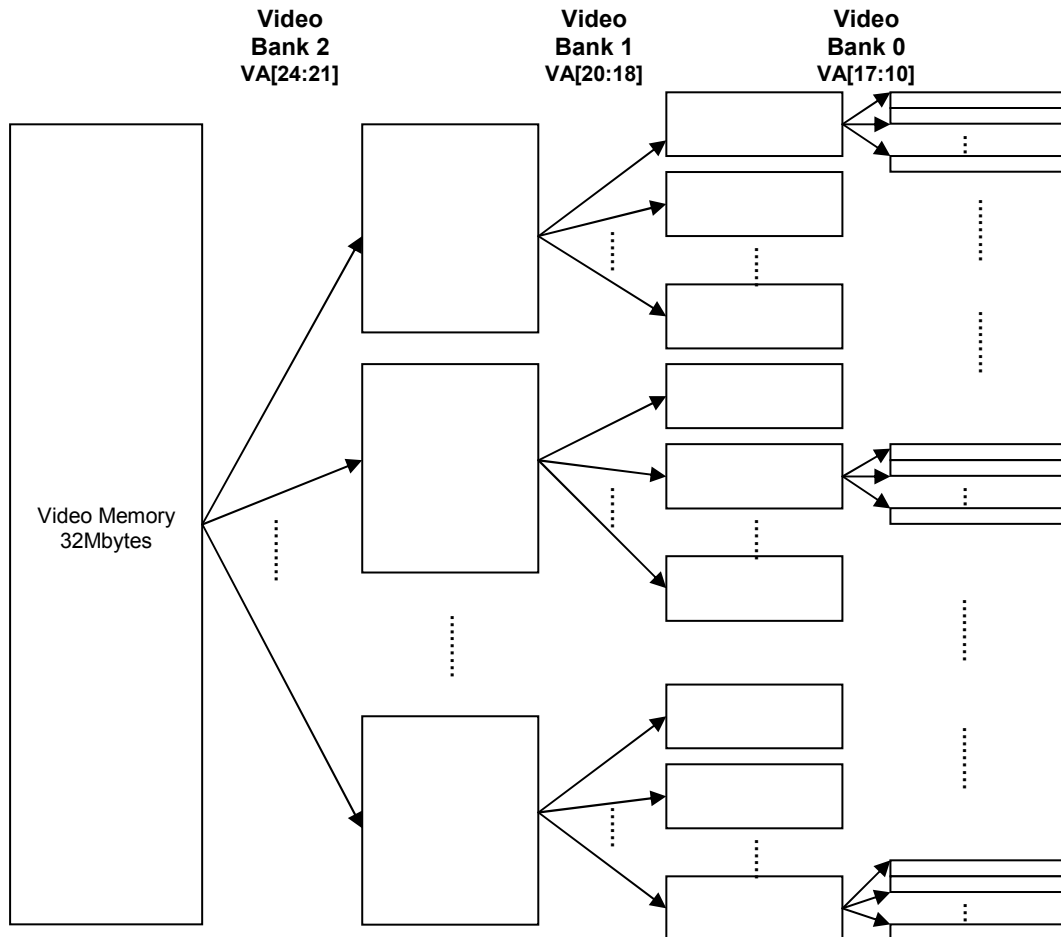 Video
Bank 2
VA[24:21]
Video
Bank 1
VA[20:18]
Video
Bank 0
VA[17:10]
Video Memory
32Mbytes